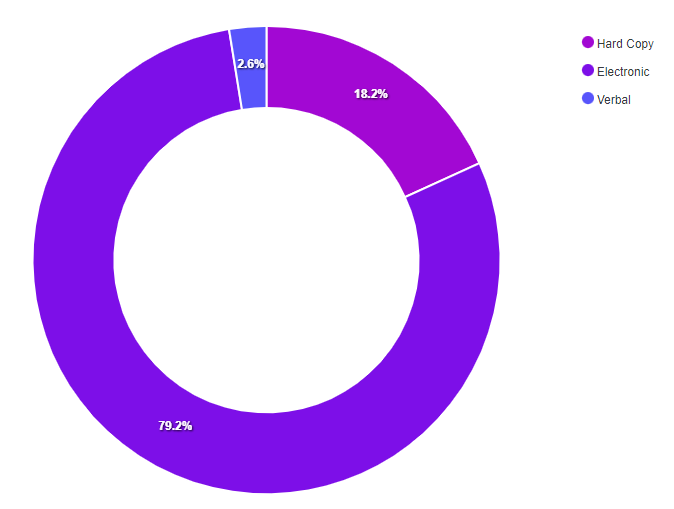 2.6%
18.2%
79.2%
Hard Copy
Electronic
Verbal